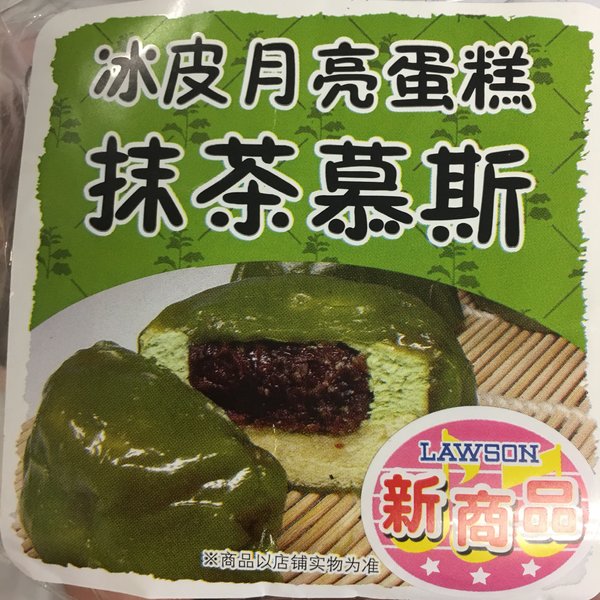 冰皮月亮蛋糕
抹茶慕斯
LAWSON
新商品
※商品以店铺实物为准